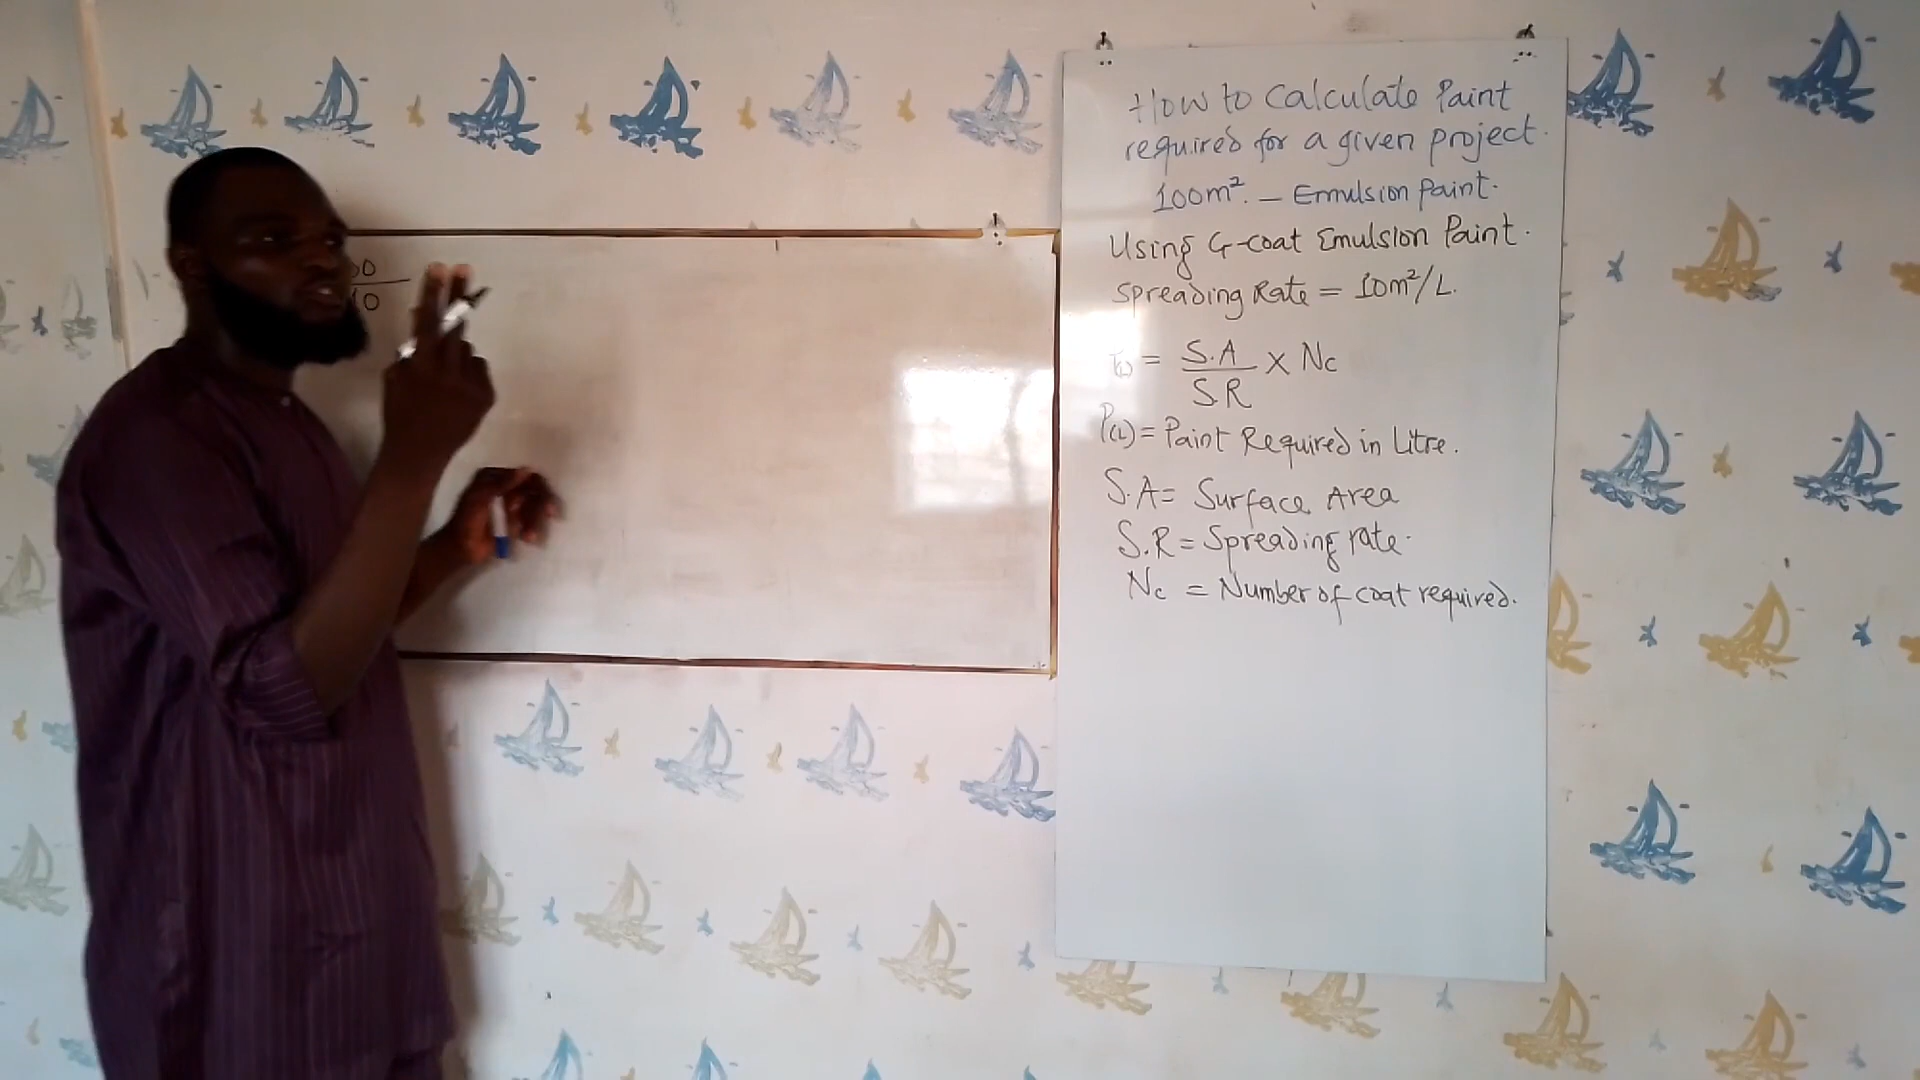 10
How to Calculate Paint
required for a given project.
100m². — Emulsion Paint.
Using G-coat Emulsion Paint.
Spreading Rate = 10m²/L.
(L) = S.A / S.R × Nc
P(L) = Paint Required in Litre.
S.A = Surface Area
S.R = Spreading rate.
Nc = Number of coat required.